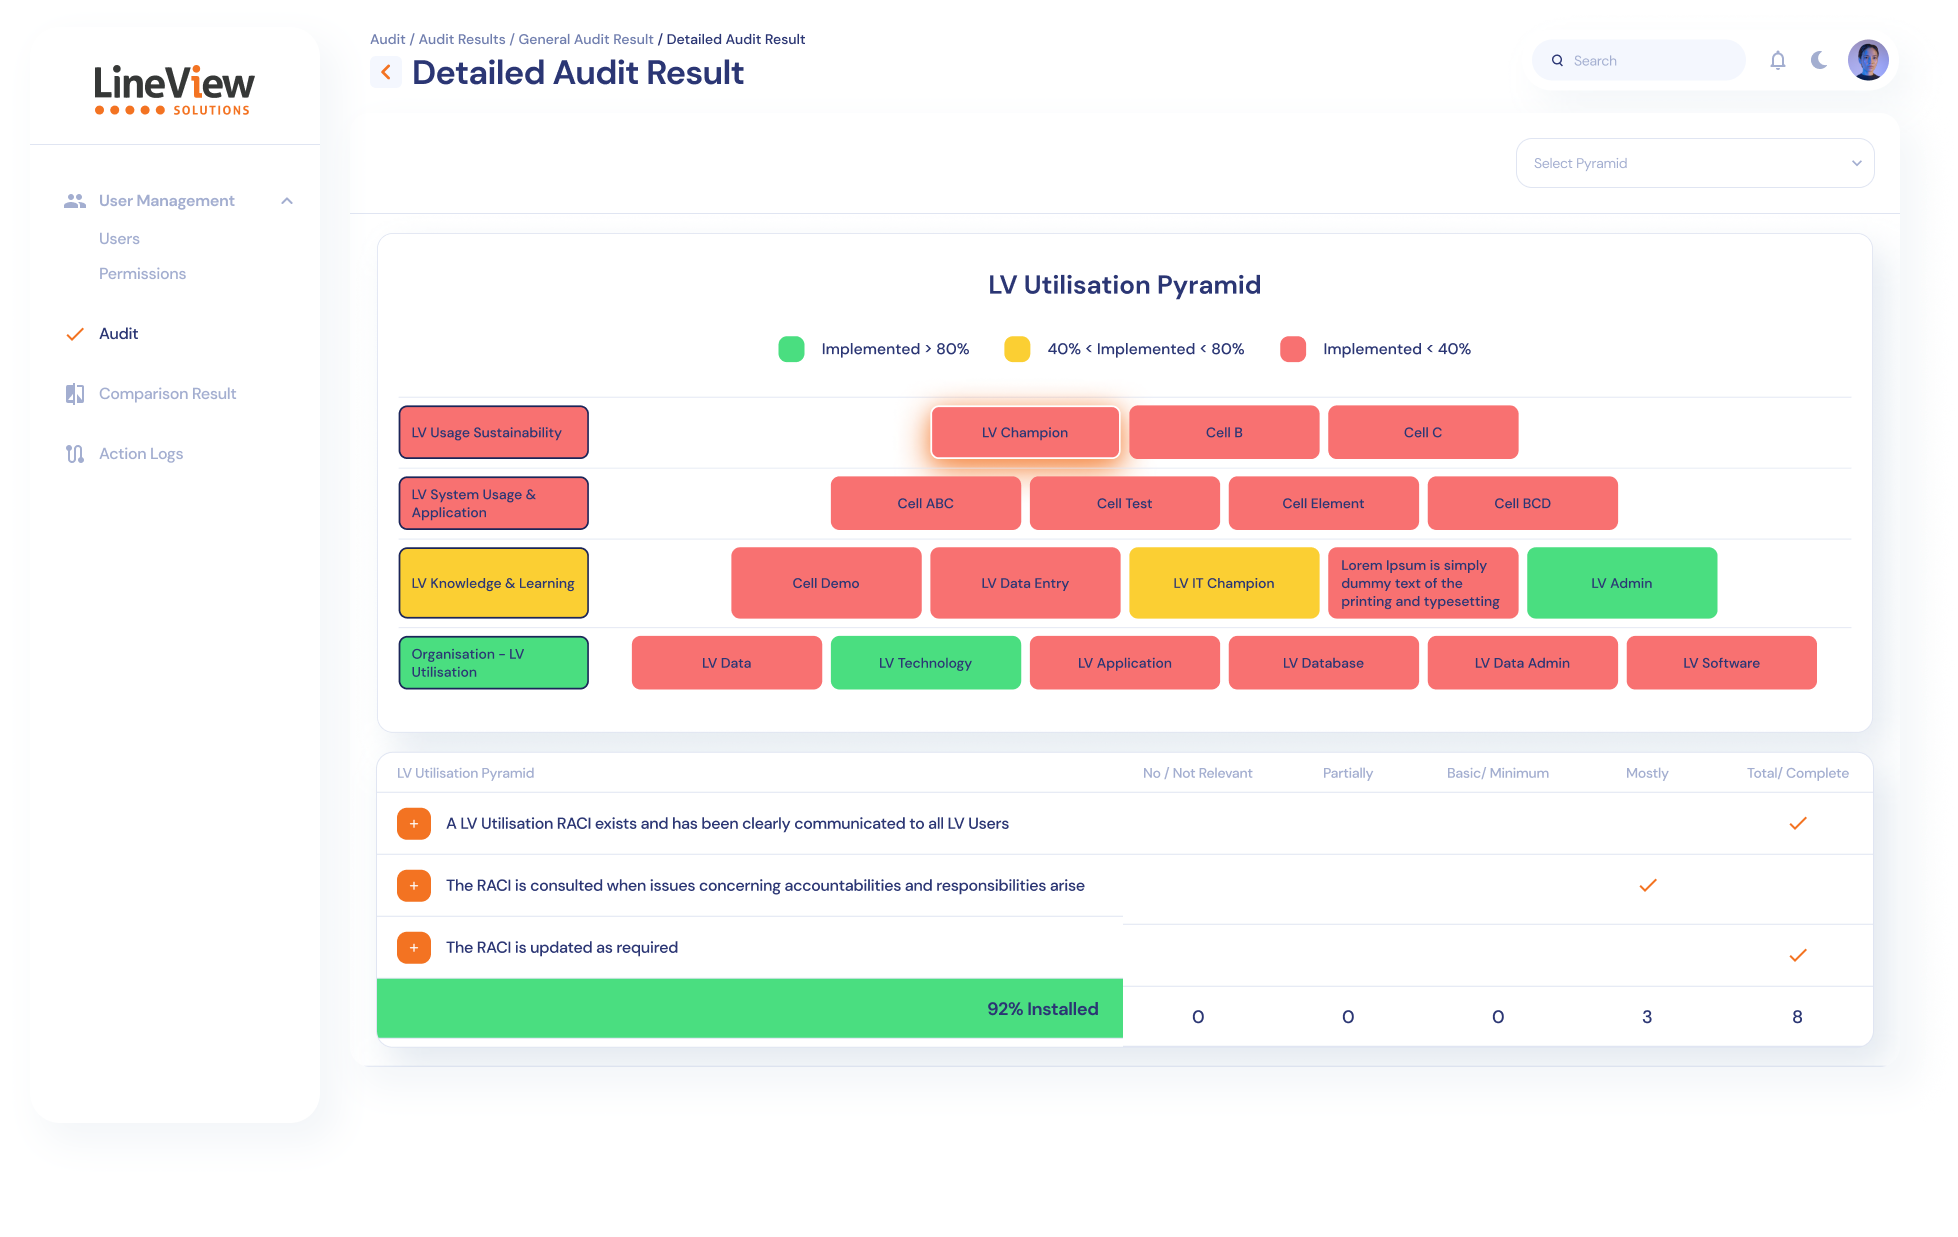 LineView
SOLUTIONS
User Management
Users
Permissions
Audit
Comparison Result
Action Logs
Audit / Audit Results / General Audit Result / Detailed Audit Result
Detailed Audit Result
Search
Select Pyramid
LV Utilisation Pyramid
Implemented > 80%
40% < Implemented < 80%
Implemented < 40%
LV Usage Sustainability
LV Champion
Cell B
Cell C
LV System Usage &
Application
Cell ABC
Cell Test
Cell Element
Cell BCD
LV Knowledge & Learning
Cell Demo
LV Data Entry
LV IT Champion
Lorem Ipsum is simply
dummy text of the
printing and typesetting
LV Admin
Organisation - LV
Utilisation
LV Data
LV Technology
LV Application
LV Database
LV Data Admin
LV Software
LV Utilisation Pyramid
No / Not Relevant
Partially
Basic/ Minimum
Mostly
Total/ Complete
A LV Utilisation RACI exists and has been clearly communicated to all LV Users
The RACI is consulted when issues concerning accountabilities and responsibilities arise
The RACI is updated as required
92% Installed
0
0
0
3
8